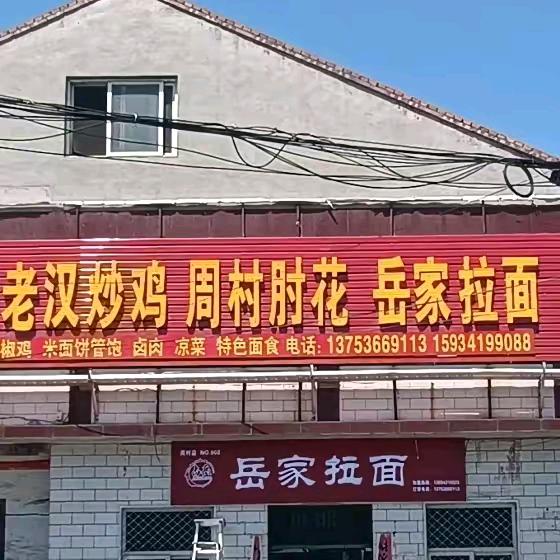 老汉炒鸡 周村肘花 岳家拉面
椒鸡 米面饼管饱 卤肉 凉菜 特色面食 电话: 13753669113 15934199088
岳家拉面